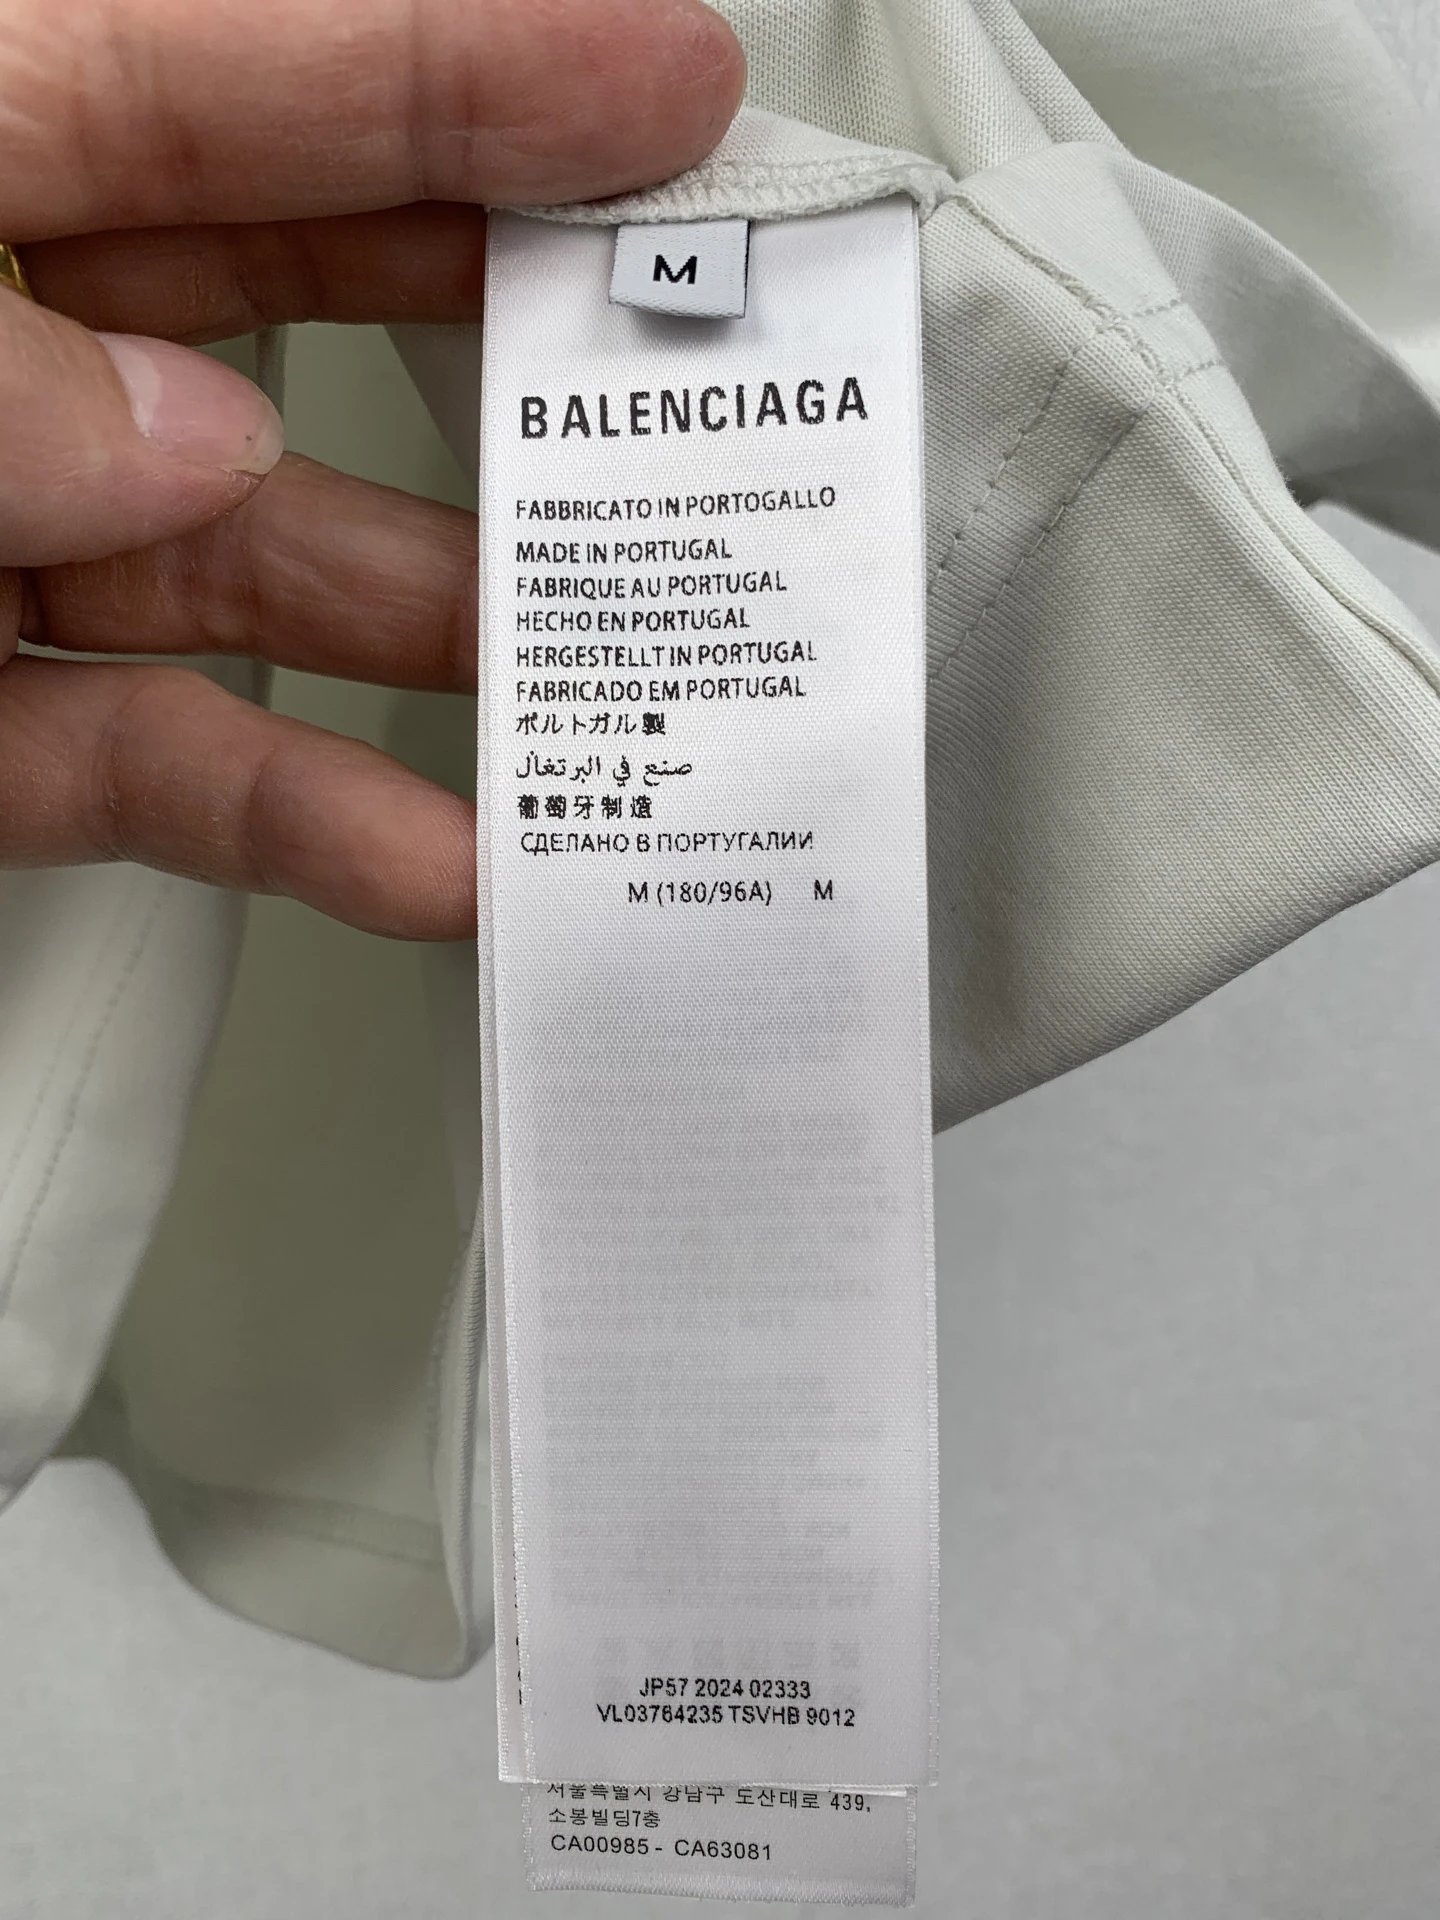 M
BALENCIAGA
FABBRICATO IN PORTOGALLO
MADE IN PORTUGAL
FABRIQUE AU PORTUGAL
HECHO EN PORTUGAL
HERGESTELLT IN PORTUGAL
FABRICADO EM PORTUGAL
ポルトガル製
صنع في البرتغال
葡萄牙制造
СДЕЛАНО В ПОРТУГАЛИИ
M (180/96A) M
JP57 2024 02333
VL03764235 TSVHB 9012
서울특별시 강남구 도산대로 439,
소봉빌딩7층
CA00985 - CA63081